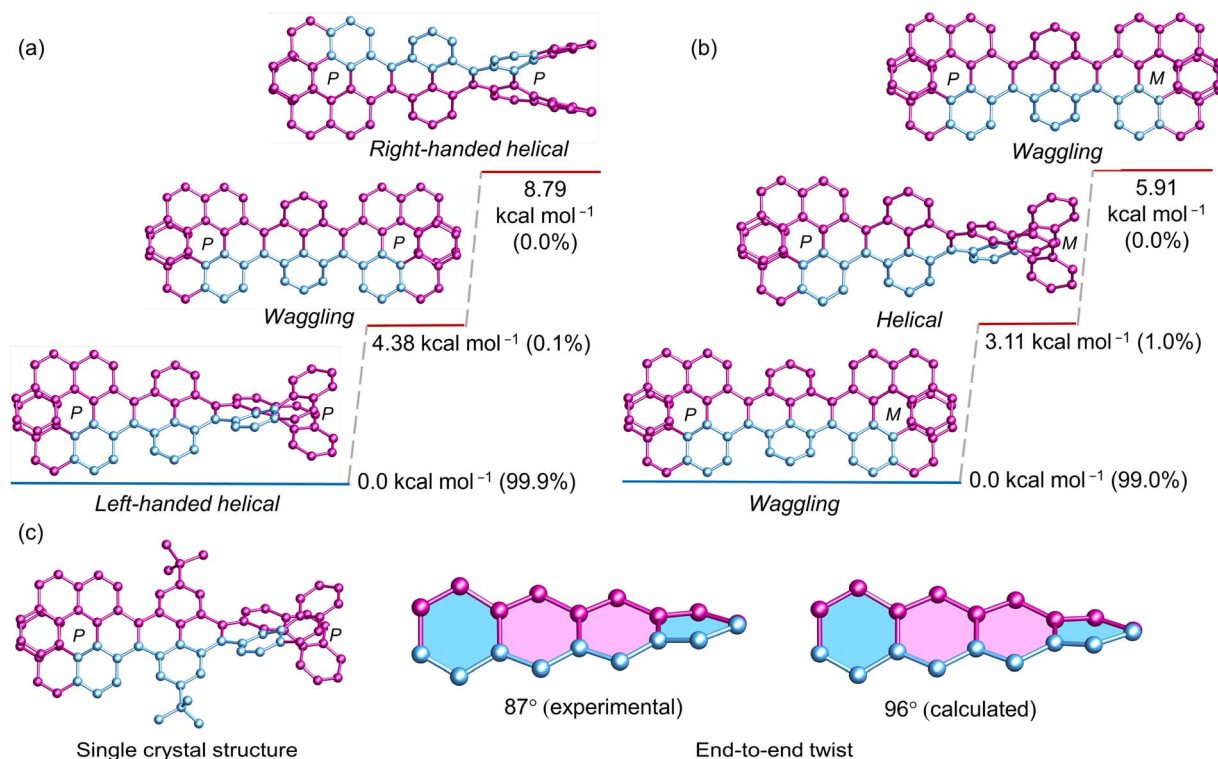 (a)
P
P
Right-handed helical
8.79
kcal mol⁻¹
(0.0%)
P
P
Waggling
4.38 kcal mol⁻¹ (0.1%)
P
P
0.0 kcal mol⁻¹ (99.9%)
Left-handed helical
(b)
P
M
Waggling
5.91
kcal mol⁻¹
(0.0%)
P
M
Helical
3.11 kcal mol⁻¹ (1.0%)
P
M
0.0 kcal mol⁻¹ (99.0%)
Waggling
(c)
P
P
Single crystal structure
87° (experimental)
96° (calculated)
End-to-end twist